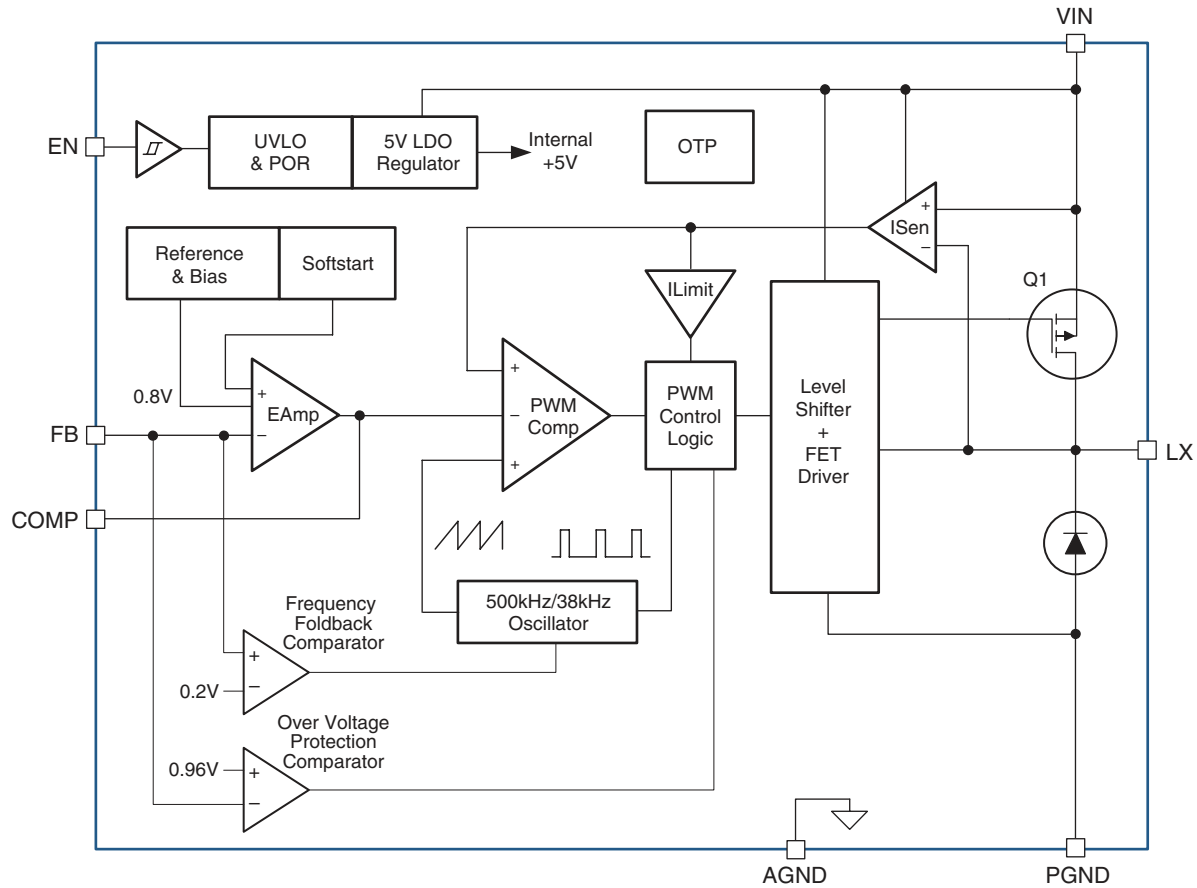 VIN
EN
UVLO
& POR
5V LDO
Regulator
Internal
+5V
OTP
+
ISen
−
Reference
& Bias
Softstart
ILimit
Q1
0.8V
+
EAmp
−
+
−
PWM
Comp
+
PWM
Control
Logic
Level
Shifter
+
FET
Driver
FB
LX
COMP
500kHz/38kHz
Oscillator
Frequency
Foldback
Comparator
+
0.2V
−
Over Voltage
Protection
Comparator
0.96V
+
−
AGND
PGND